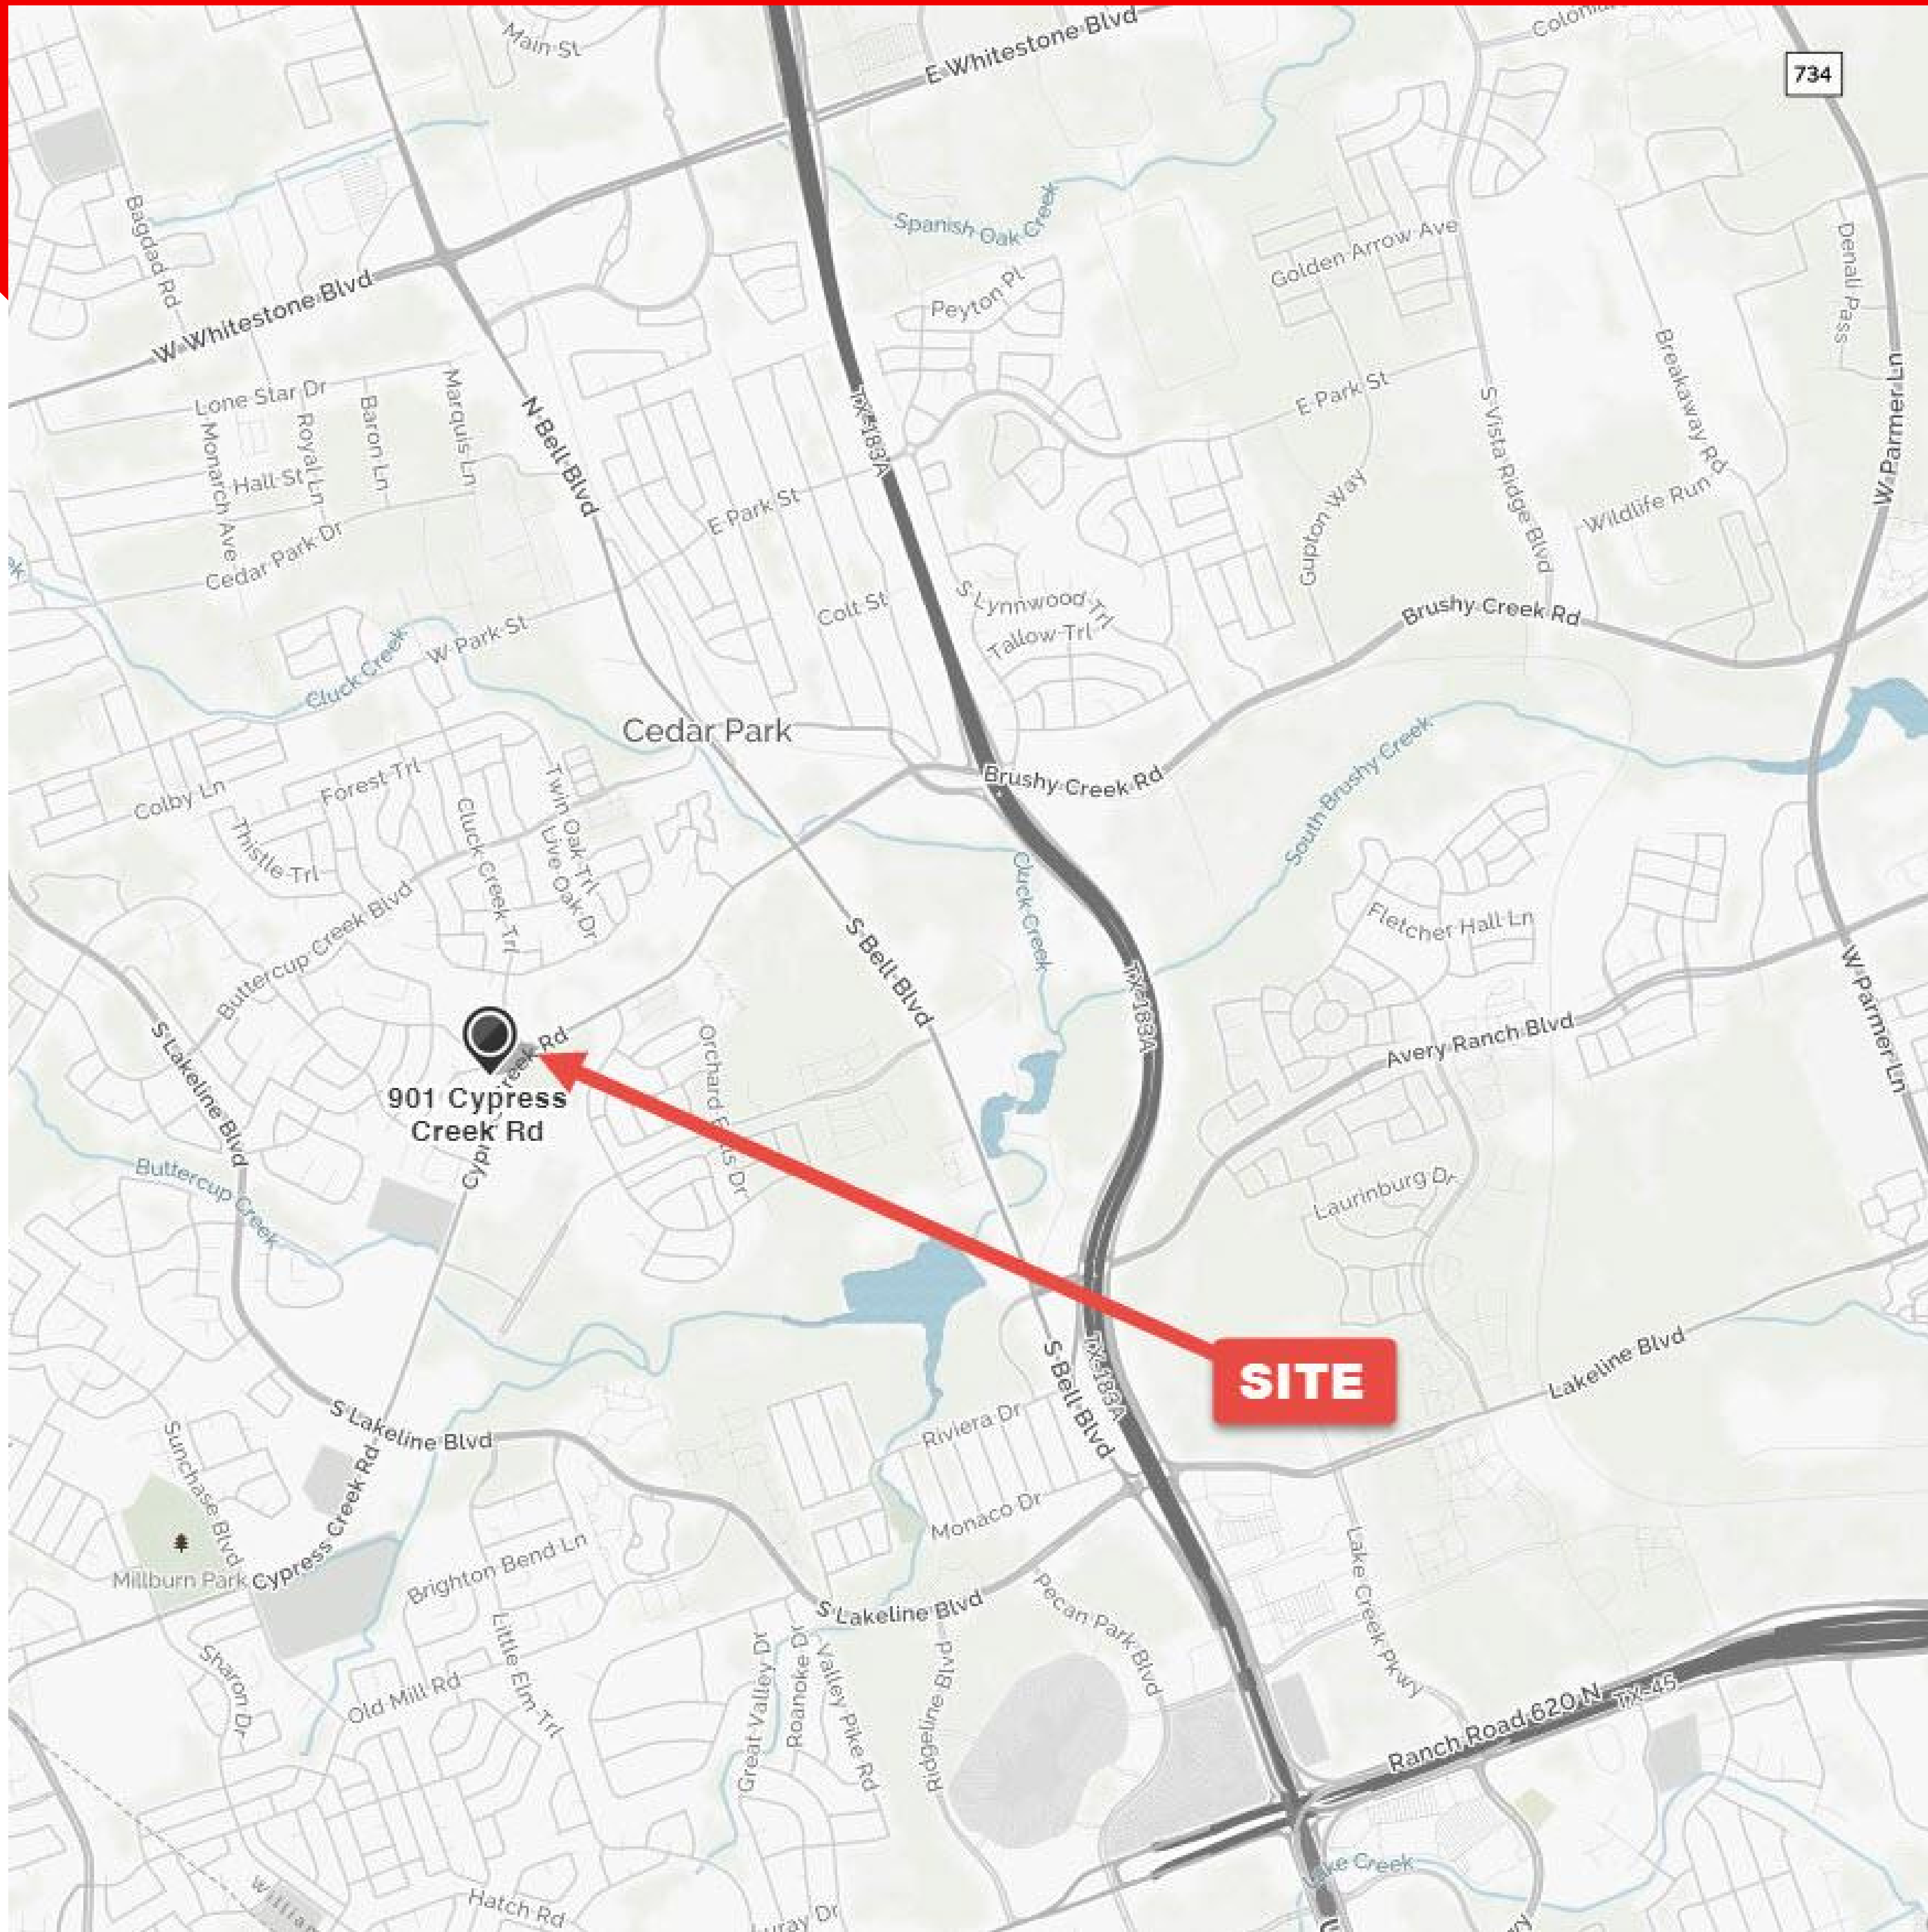 Main St
E Whitestone Blvd
734
Bagdad Rd
Spanish Oak Creek
Golden Arrow Ave
Denali Pass
W Whitestone Blvd
Peyton Pl
Lone Star Dr
Royal Ln
Baron Ln
Marquis Ln
N Bell Blvd
TX-183A
E Park St
S Vista Ridge Blvd
Breakaway Rd
W Parmer Ln
Monarch Ave
Hall St
E Park St
Gupton Way
Wildlife Run
Cedar Park Dr
Colt St
S Lynnwood Trl
Tallow Trl
Brushy Creek Rd
W Park St
Cluck Creek
Cedar Park
Brushy Creek Rd
South Brushy Creek
Colby Ln
Forest Trl
Twin Oak Trl
Live Oak Dr
Cluck Creek Trl
Thistle Trl
Buttercup Creek Blvd
Cluck Creek
Fletcher Hall Ln
S Bell Blvd
TX-183A
W Parmer Ln
S Lakeline Blvd
Avery Ranch Blvd
901 Cypress
Creek Rd
Buttercup Creek
Laurinburg Dr
SITE
S Bell Blvd
TX-183A
Lakeline Blvd
S Lakeline Blvd
Riviera Dr
Sunchase Blvd
Cypress Creek Rd
Monaco Dr
Millburn Park
Brighton Bend Ln
S Lakeline Blvd
Pecan Park Blvd
Lake Creek Pkwy
Little Elm Trl
Sharon Dr
Old Mill Rd
Great Valley Dr
Roanoke Dr
Valley Pike Rd
Ridgeline Blvd
Ranch Road 620 N
TX-45
Creek
Hatch Rd
Dr